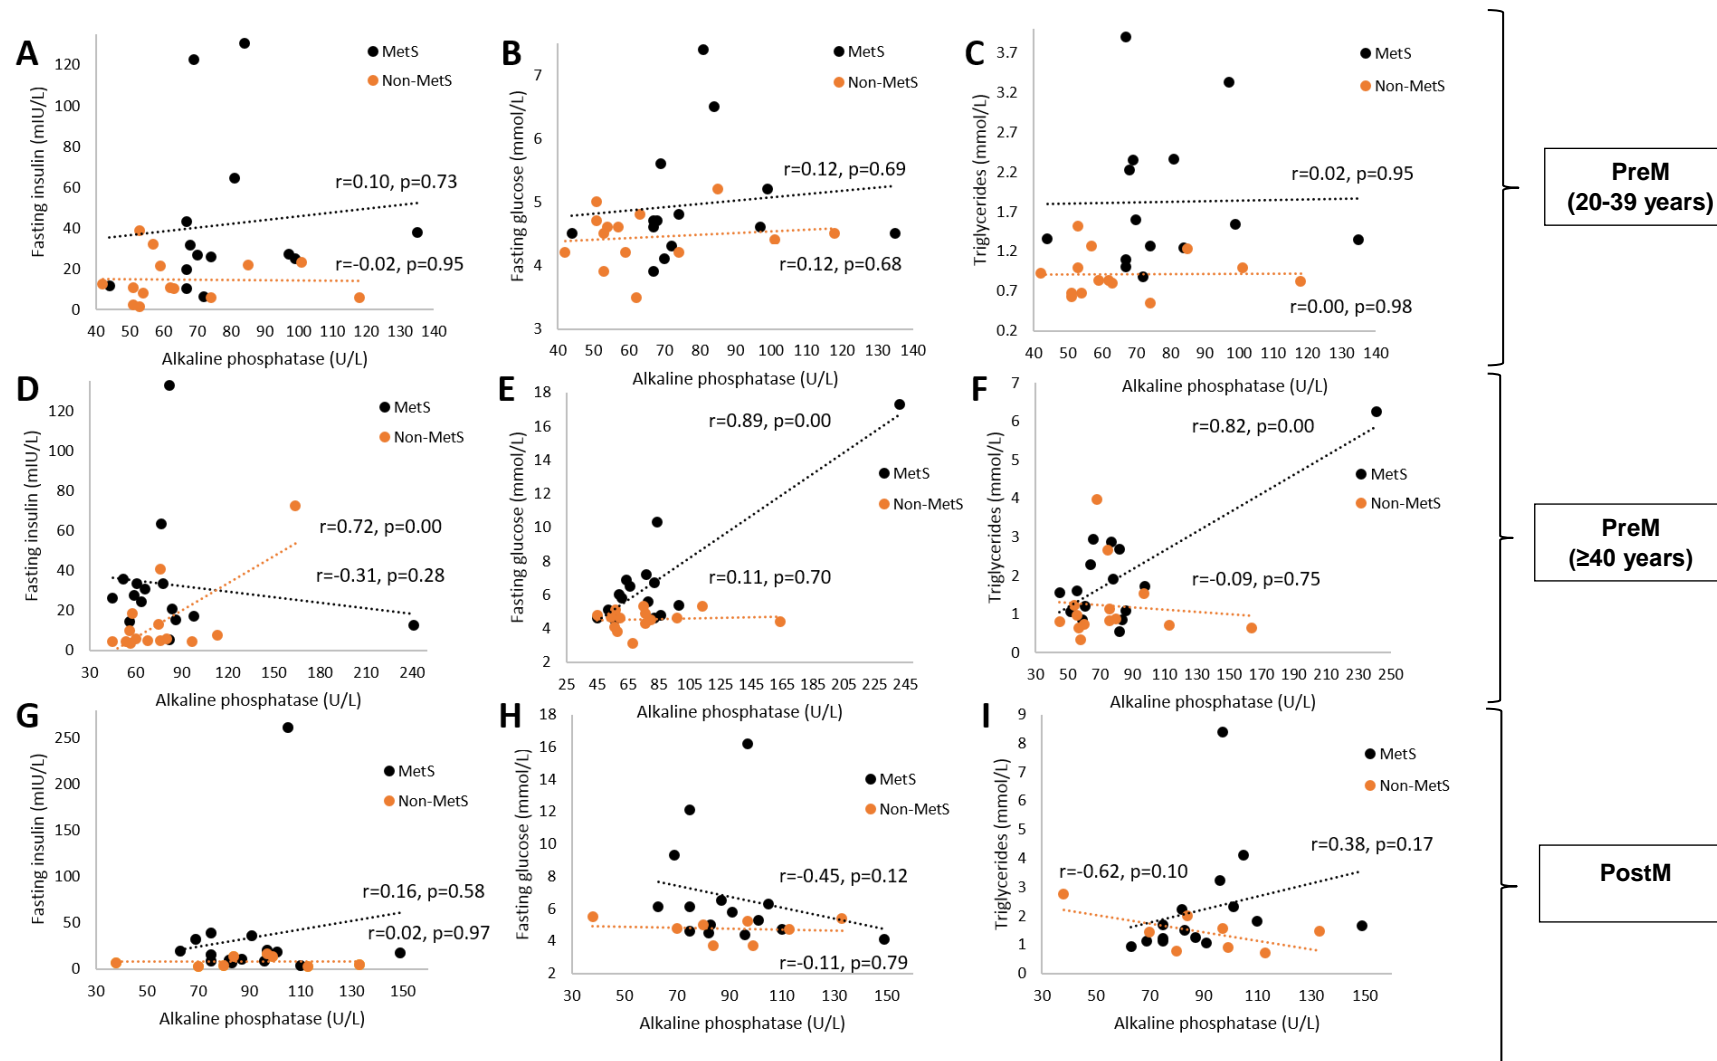 A
Fasting insulin (mIU/L)
120
100
80
60
40
20
0
40 50 60 70 80 90 100 110 120 130 140
Alkaline phosphatase (U/L)
MetS
Non-MetS
r=0.10, p=0.73
r=-0.02, p=0.95
B
Fasting glucose (mmol/L)
7
6
5
4
3
40 50 60 70 80 90 100 110 120 130 140
Alkaline phosphatase (U/L)
MetS
Non-MetS
r=0.12, p=0.69
r=0.12, p=0.68
C
Triglycerides (mmol/L)
3.7
3.2
2.7
2.2
1.7
1.2
0.7
0.2
40 50 60 70 80 90 100 110 120 130 140
Alkaline phosphatase (U/L)
MetS
Non-MetS
r=0.02, p=0.95
r=0.00, p=0.98
PreM
(20-39 years)
D
Fasting insulin (mIU/L)
120
100
80
60
40
20
0
30 60 90 120 150 180 210 240
Alkaline phosphatase (U/L)
MetS
Non-MetS
r=0.72, p=0.00
r=-0.31, p=0.28
E
Fasting glucose (mmol/L)
18
16
14
12
10
8
6
4
2
25 45 65 85 105 125 145 165 185 205 225 245
Alkaline phosphatase (U/L)
r=0.89, p=0.00
MetS
Non-MetS
r=0.11, p=0.70
F
Triglycerides (mmol/L)
7
6
5
4
3
2
1
0
30 50 70 90 110 130 150 170 190 210 230 250
Alkaline phosphatase (U/L)
r=0.82, p=0.00
MetS
Non-MetS
r=-0.09, p=0.75
PreM
(≥40 years)
G
Fasting insulin (mIU/L)
250
200
150
100
50
0
30 50 70 90 110 130 150
Alkaline phosphatase (U/L)
MetS
Non-MetS
r=0.16, p=0.58
r=0.02, p=0.97
H
Fasting glucose (mmol/L)
18
16
14
12
10
8
6
4
2
30 50 70 90 110 130 150
Alkaline phosphatase (U/L)
MetS
Non-MetS
r=-0.45, p=0.12
r=-0.11, p=0.79
I
Triglycerides (mmol/L)
9
8
7
6
5
4
3
2
1
0
30 50 70 90 110 130 150
Alkaline phosphatase (U/L)
MetS
Non-MetS
r=0.38, p=0.17
r=-0.62, p=0.10
PostM